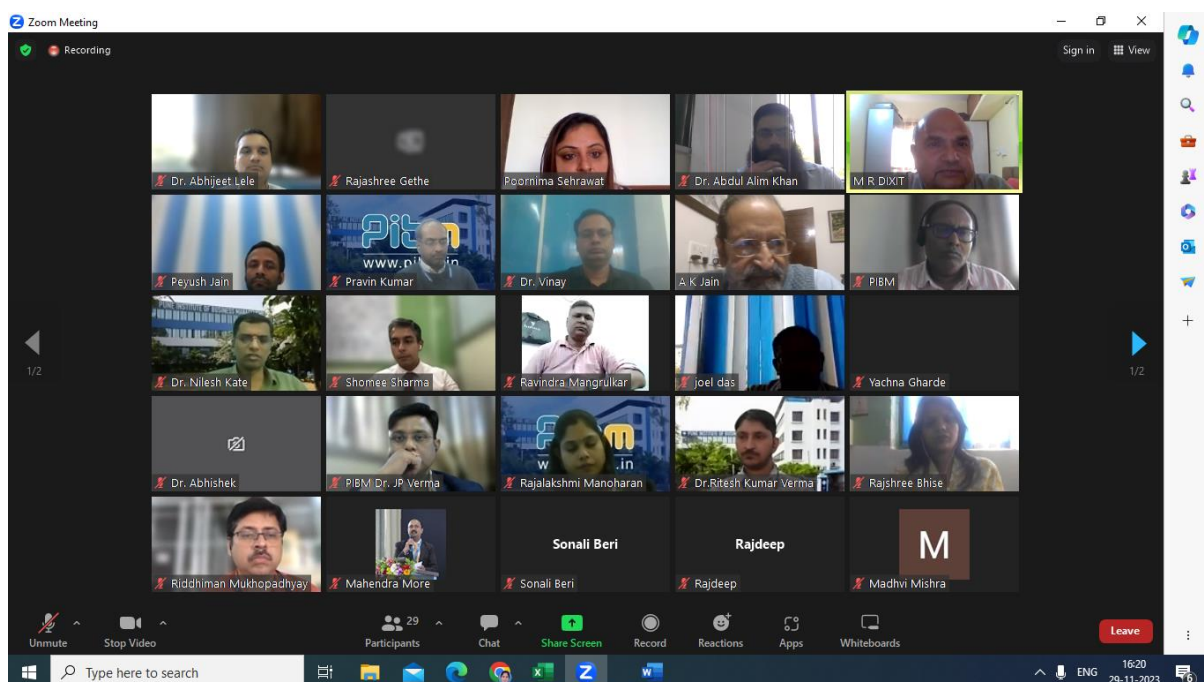 Zoom Meeting
Recording
Sign in
View
Dr. Abhijeet Lele
Rajashree Gethe
Poornima Sehrawat
Dr. Abdul Alim Khan
M R DIXIT
Peyush Jain
Pravin Kumar
Dr. Vinay
A K Jain
PIBM
Dr. Nilesh Kate
Shomee Sharma
Ravindra Mangrulkar
joel das
Yachna Gharde
Dr. Abhishek
PIBM Dr. JP Verma
Rajalakshmi Manoharan
Dr.Ritesh Kumar Verma
Rajshree Bhise
Riddhiman Mukhopadhyay
Mahendra More
Sonali Beri
Sonali Beri
Rajdeep
Rajdeep
M
Madhvi Mishra
1/2
1/2
Unmute
Stop Video
29
Participants
Chat
Share Screen
Record
Reactions
Apps
Whiteboards
Leave
Type here to search
ENG
16:20
29-11-2023
6